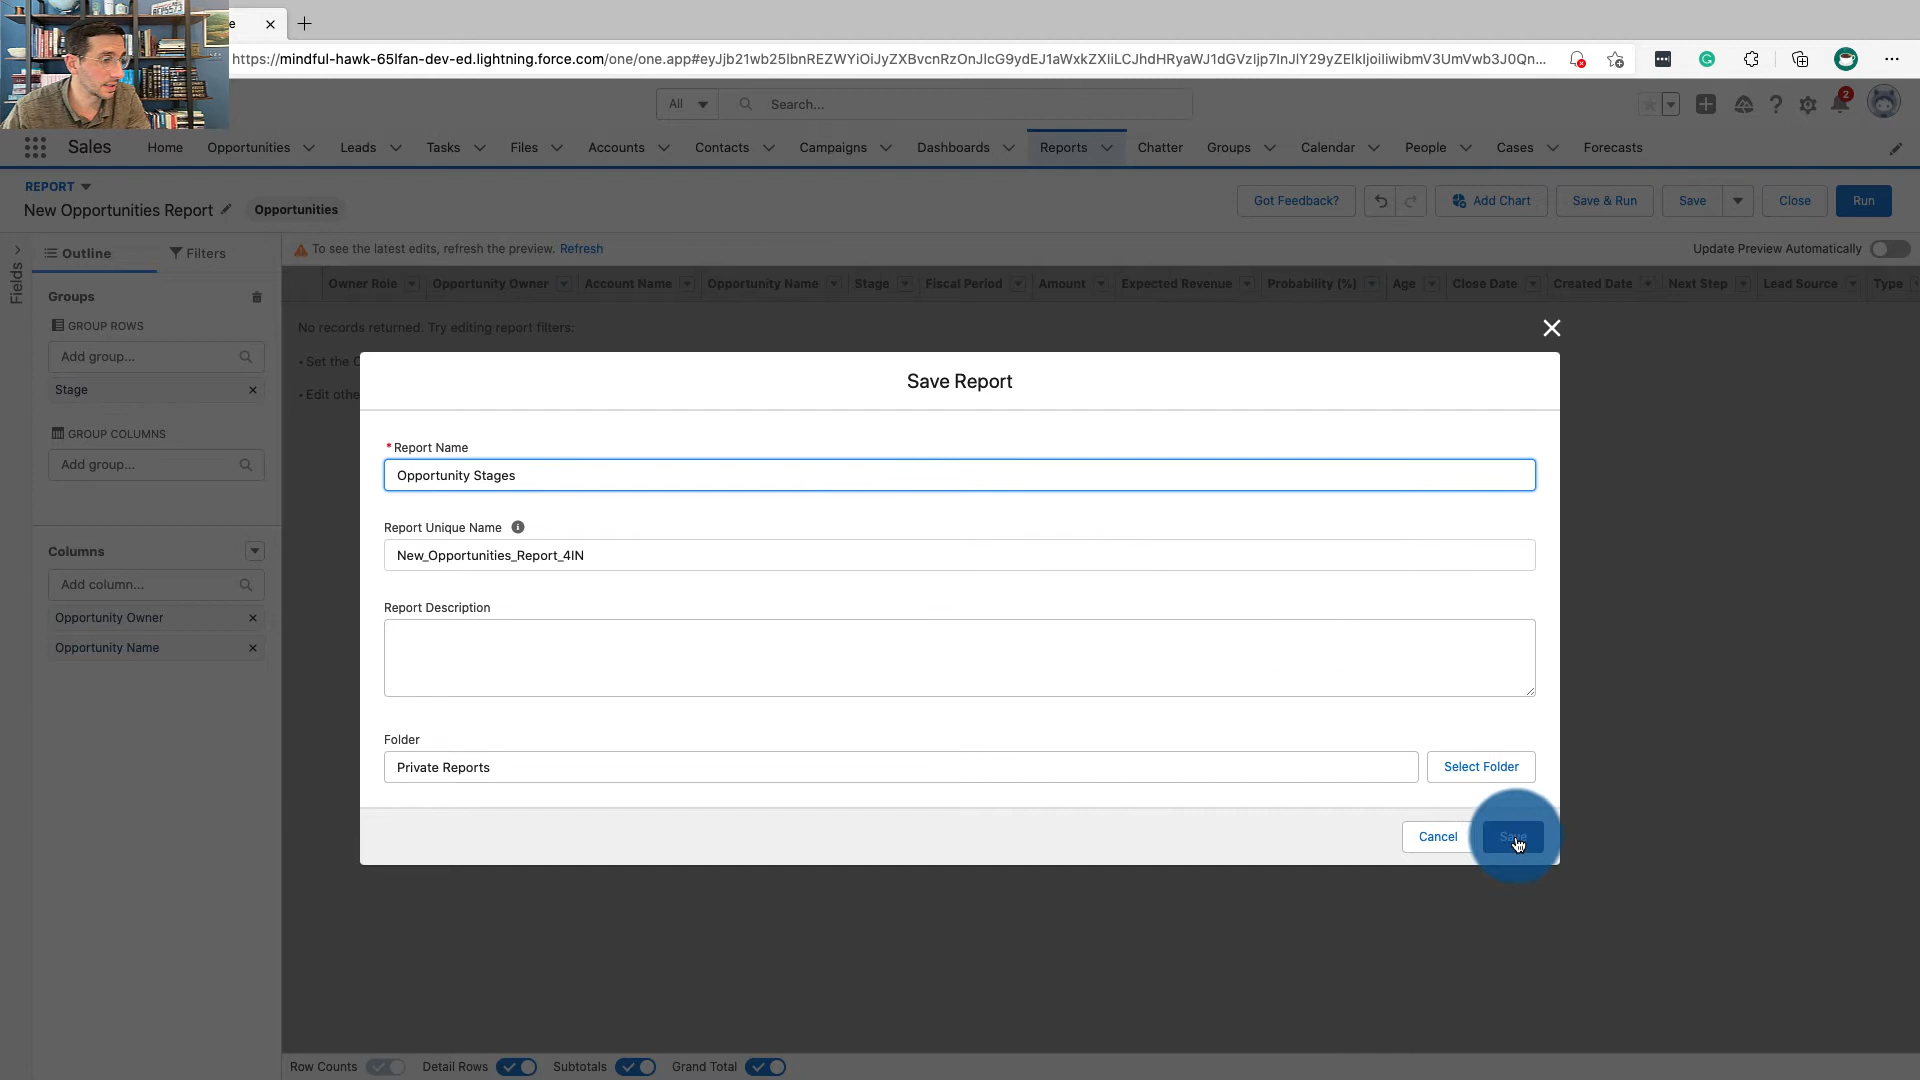 e
https://mindful-hawk-65lfan-dev-ed.lightning.force.com/one/one.app#eyJjb21wb25lbnREZWYiOiJyZXBvcnRzOnJlcG9ydEJ1aWxkZXIiLCJhdHRyaWJ1dGVzIjp7InJlY29yZElkIjoiIiwibmV3UmVwb3J0Qn...
All
Search...
2
Sales
Home
Opportunities
Leads
Tasks
Files
Accounts
Contacts
Campaigns
Dashboards
Reports
Chatter
Groups
Calendar
People
Cases
Forecasts
REPORT
New Opportunities Report
Opportunities
Got Feedback?
Add Chart
Save & Run
Save
Close
Run
Fields
Outline
Filters
To see the latest edits, refresh the preview. Refresh
Update Preview Automatically
Groups
GROUP ROWS
Add group...
Stage
GROUP COLUMNS
Add group...
Columns
Add column...
Opportunity Owner
Opportunity Name
Owner Role
Opportunity Owner
Account Name
Opportunity Name
Stage
Fiscal Period
Amount
Expected Revenue
Probability (%)
Age
Close Date
Created Date
Next Step
Lead Source
Type
No records returned. Try editing report filters:
• Set the
• Edit othe
Save Report
* Report Name
Opportunity Stages
Report Unique Name
New_Opportunities_Report_4IN
Report Description
Folder
Private Reports
Select Folder
Cancel
Save
Row Counts
Detail Rows
Subtotals
Grand Total